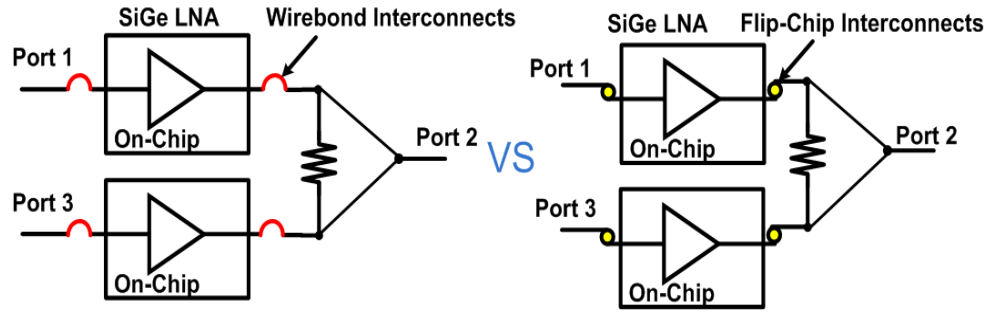 SiGe LNA
Wirebond Interconnects
Port 1
On-Chip
Port 2
Port 3
On-Chip
VS
SiGe LNA
Flip-Chip Interconnects
Port 1
On-Chip
Port 2
Port 3
On-Chip